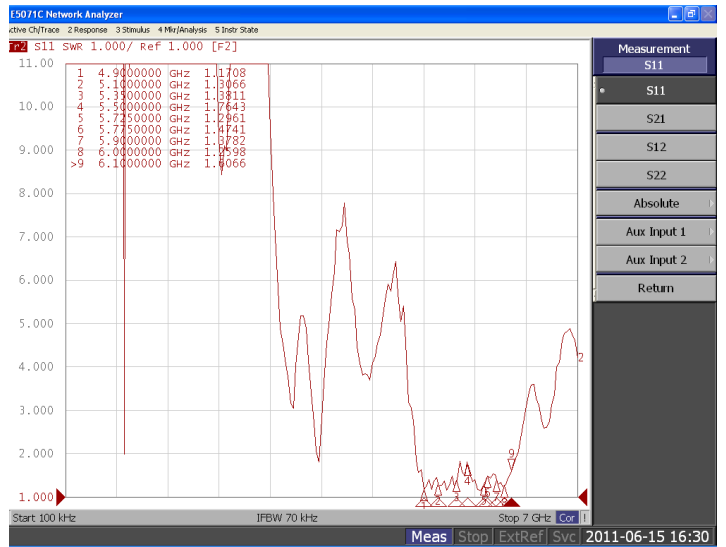 E5071C Network Analyzer
ctive Ch/Trace 2 Response 3 Stimulus 4 Mkr/Analysis 5 Instr State
Tr2 S11 SWR 1.000/ Ref 1.000 [F2]
11.00
10.00
9.000
8.000
7.000
6.000
5.000
4.000
3.000
2.000
1.000
1 4.9000000 GHz 1.1708
2 5.1000000 GHz 1.3066
3 5.3500000 GHz 1.3811
4 5.5000000 GHz 1.7643
5 5.7250000 GHz 1.2961
6 5.7750000 GHz 1.4741
7 5.9000000 GHz 1.3782
8 6.0000000 GHz 1.2598
>9 6.1000000 GHz 1.6066
9
4
2
Start 100 kHz IFBW 70 kHz Stop 7 GHz Cor !
Measurement
S11
S11
S21
S12
S22
Absolute
Aux Input 1
Aux Input 2
Return
Meas Stop ExtRef Svc 2011-06-15 16:30